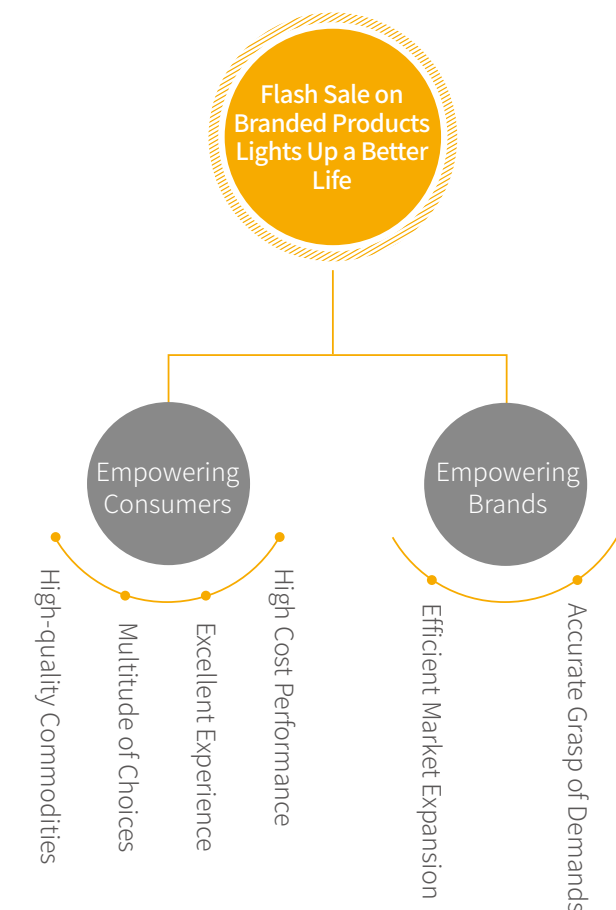 Flash Sale on
Branded Products
Lights Up a Better
Life
Empowering
Consumers
Empowering
Brands
High-quality Commodities
Multitude of Choices
Excellent Experience
High Cost Performance
Efficient Market Expansion
Accurate Grasp of Demands